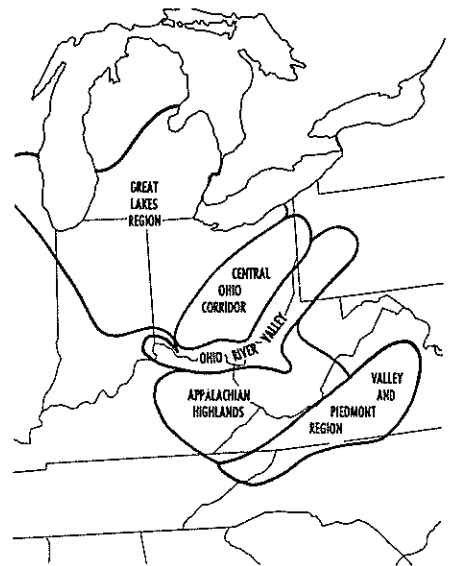 GREAT
LAKES
REGION
CENTRAL
OHIO
CORRIDOR
OHIO RIVER VALLEY
APPALACHIAN
HIGHLANDS
VALLEY
AND
PIEDMONT
REGION